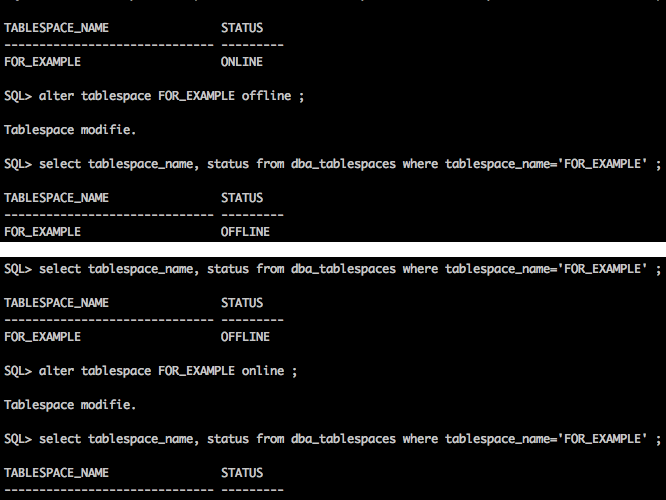 TABLESPACE_NAME STATUS
------------------------------ ---------
FOR_EXAMPLE ONLINE
SQL> alter tablespace FOR_EXAMPLE offline ;
Tablespace modifie.
SQL> select tablespace_name, status from dba_tablespaces where tablespace_name='FOR_EXAMPLE' ;
TABLESPACE_NAME STATUS
------------------------------ ---------
FOR_EXAMPLE OFFLINE
SQL> select tablespace_name, status from dba_tablespaces where tablespace_name='FOR_EXAMPLE' ;
TABLESPACE_NAME STATUS
------------------------------ ---------
FOR_EXAMPLE OFFLINE
SQL> alter tablespace FOR_EXAMPLE online ;
Tablespace modifie.
SQL> select tablespace_name, status from dba_tablespaces where tablespace_name='FOR_EXAMPLE' ;
TABLESPACE_NAME STATUS
------------------------------ ---------